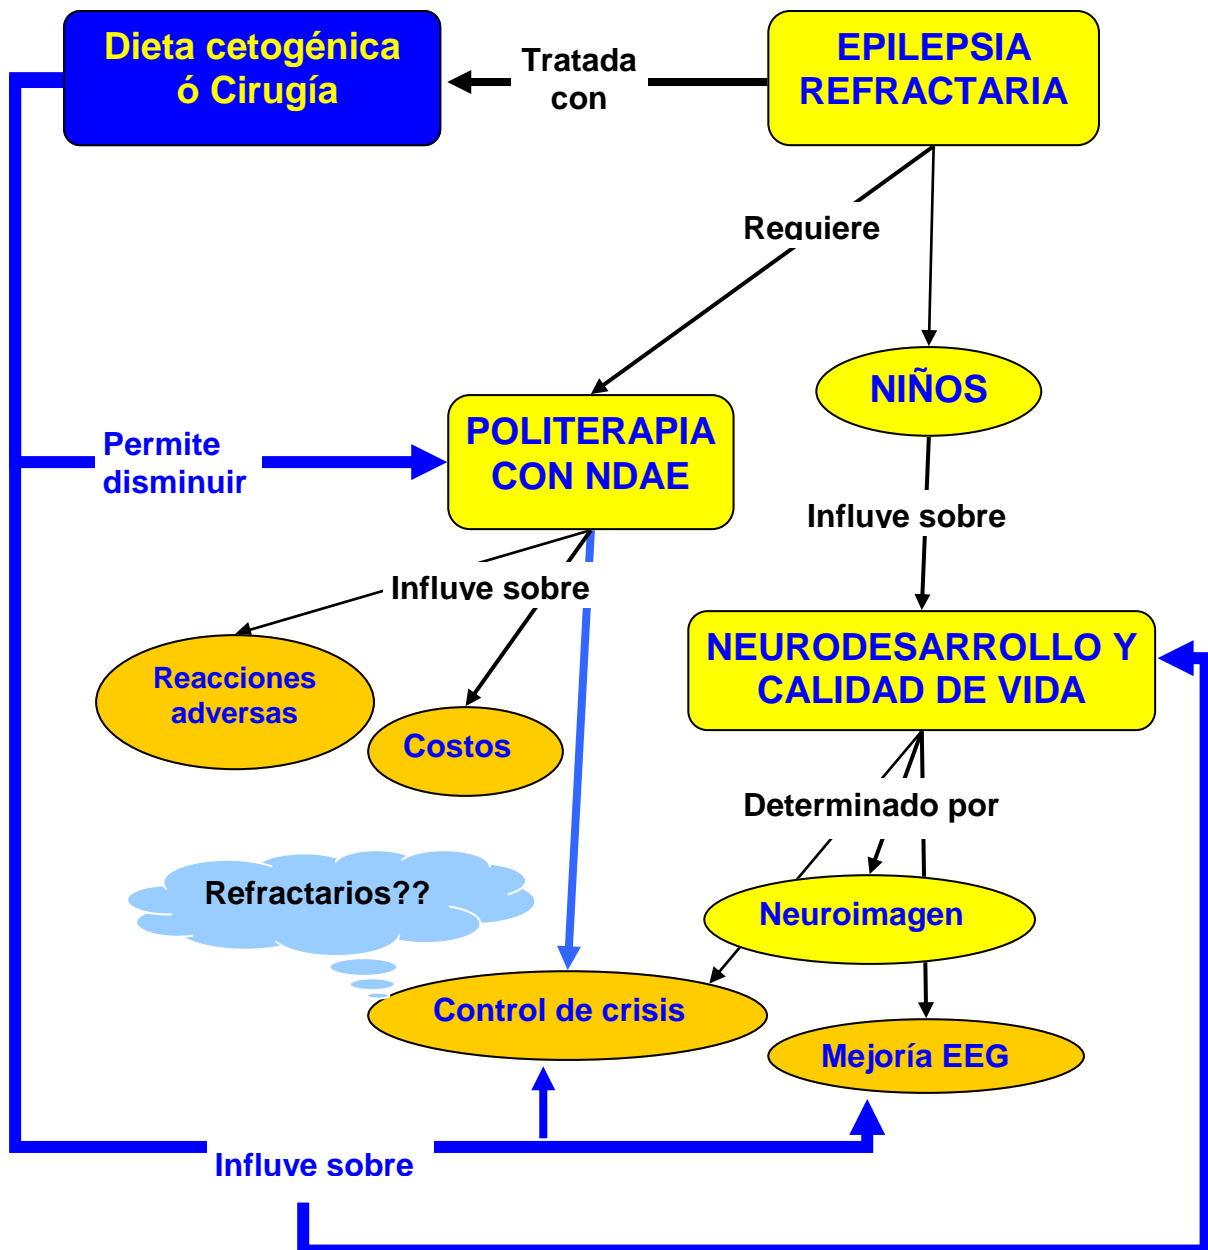 Dieta cetogénica
ó Cirugía
Tratada
con
EPILEPSIA
REFRACTARIA
Requiere
NIÑOS
POLITERAPIA
CON NDAE
Permite
disminuir
Influye sobre
Influye sobre
NEURODESARROLLO Y
CALIDAD DE VIDA
Reacciones
adversas
Costos
Determinado por
Refractarios??
Neuroimagen
Control de crisis
Mejoría EEG
Influye sobre